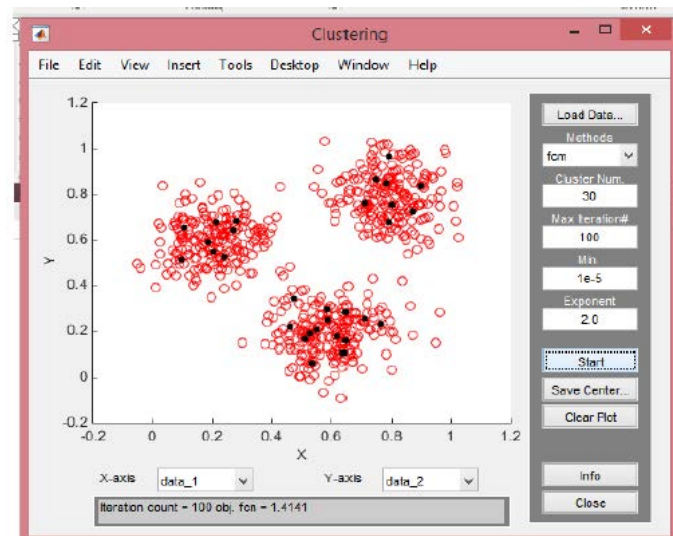 Clustering
File Edit View Insert Tools Desktop Window Help
Load Data...
Methods
fcm
Cluster Num.
30
Max Iteration#
100
Min.
1e-5
Exponent
2.0
Start
Save Center...
Clear Plot
Info
Close
1.2
1
0.8
0.6
0.4
0.2
0
-0.2
Y
-0.2 0 0.2 0.4 0.6 0.8 1 1.2
X
X-axis data_1 Y-axis data_2
Iteration count = 100 obj. fcn = 1.4141